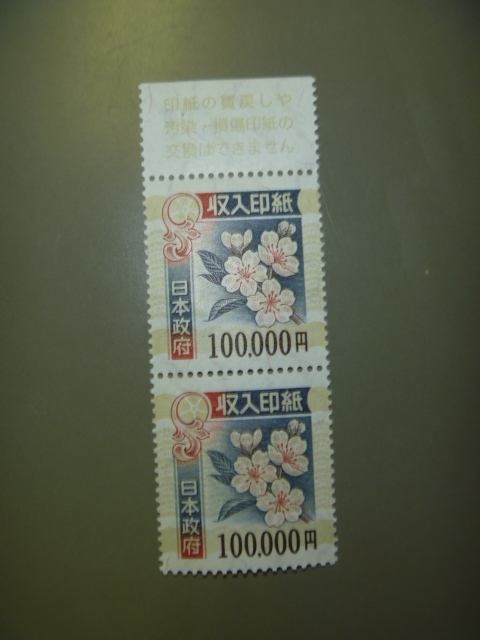 印紙の買戻しや
汚染・損傷印紙の
交換はできません
収入印紙
日本政府
100,000円
収入印紙
日本政府
100,000円